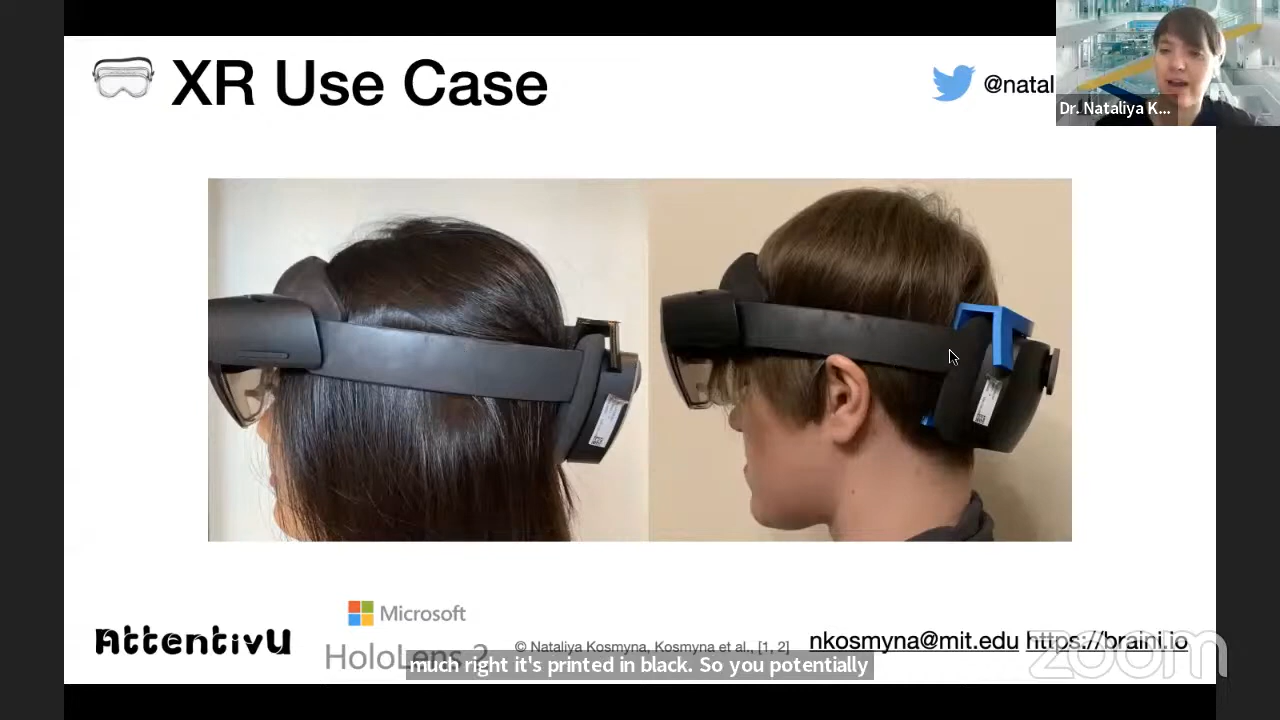 XR Use Case
@natal
Dr. Nataliya K...
AttentivU
Microsoft
HoloLens 2
© Nataliya Kosmyna, Kosmyna et al., [1, 2]
nkosmyna@mit.edu https://braini.io
much right it's printed in black. So you potentially
zoom